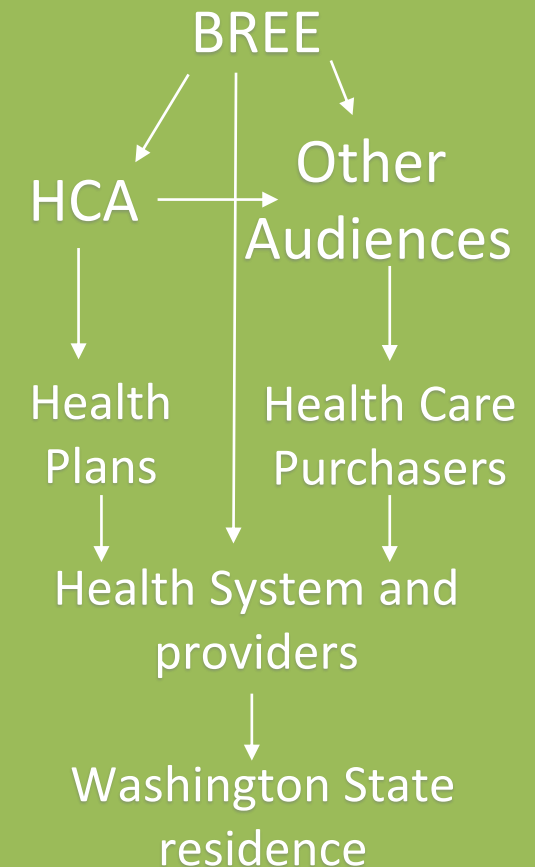 BREE
Other
HCA
Audiences
Health
Plans
Health Care
Purchasers
Health System and
providers
Washington State
residence